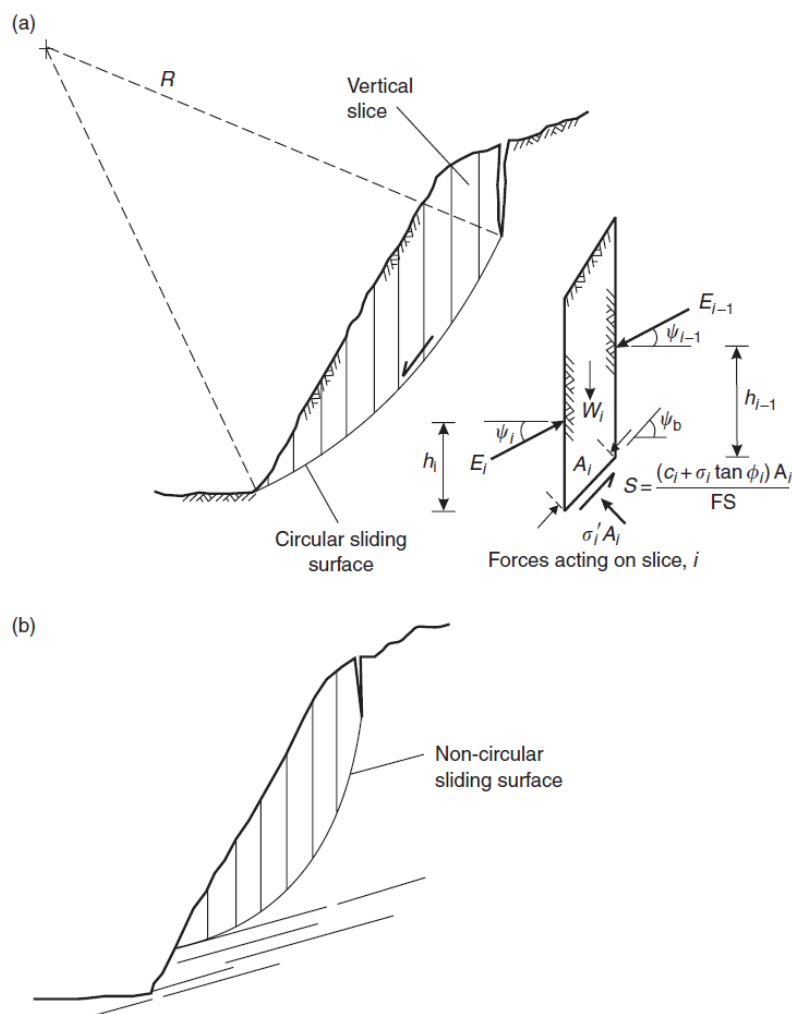 (a)
R
Vertical
slice
E_{i–1}
ψ_{i–1}
h_{i–1}
W_i
ψ_b
ψ_i
h_i
E_i
A_i
S = (c_i + σ_i tan ϕ_i) A_i
FS
σ′_i A_i
Circular sliding
surface
Forces acting on slice, i
(b)
Non-circular
sliding surface